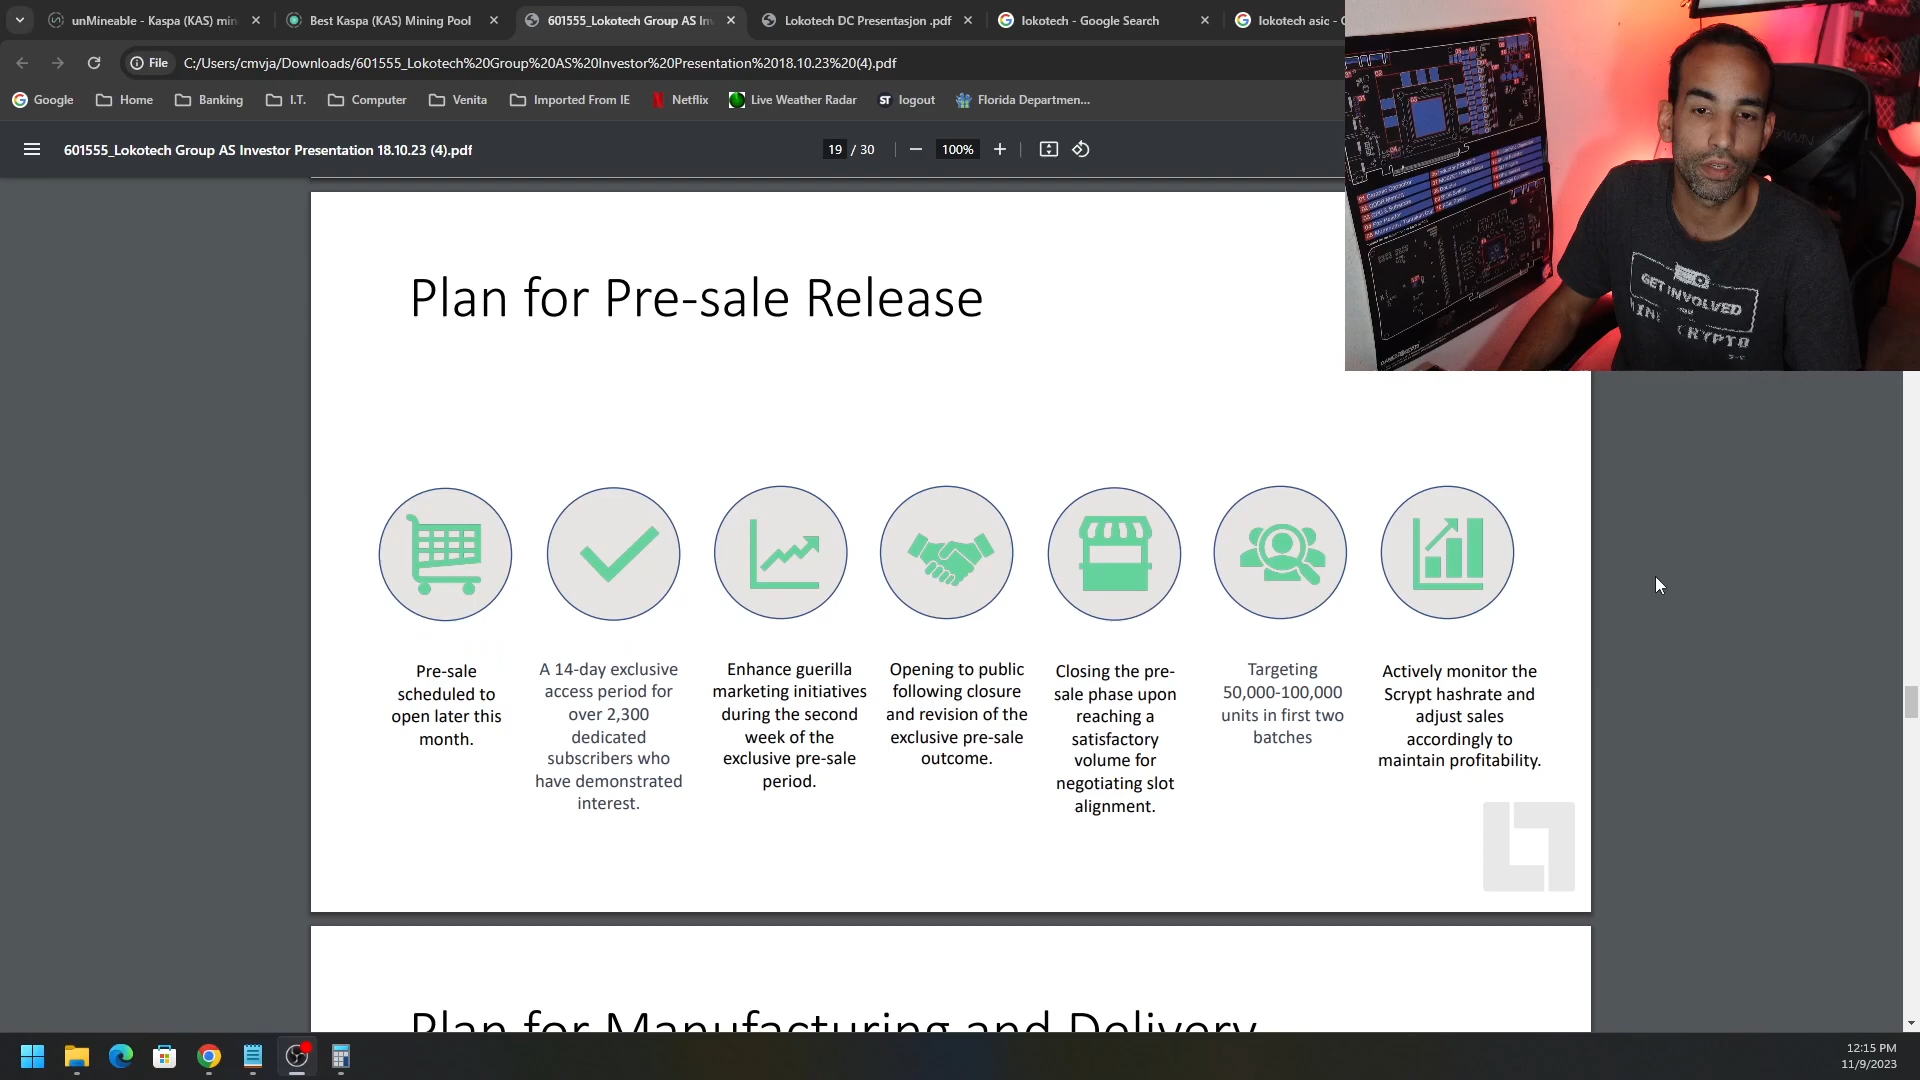 unMineable - Kaspa (KAS) min
Best Kaspa (KAS) Mining Pool
601555_Lokotech Group AS In
Lokotech DC Presentasjon .pdf
lokotech - Google Search
lokotech asic -
File
C:/Users/cmvja/Downloads/601555_Lokotech%20Group%20AS%20Investor%20Presentation%2018.10.23%20(4).pdf
Google
Home
Banking
I.T.
Computer
Venita
Imported From IE
Netflix
Live Weather Radar
ST logout
Florida Departmen...
601555_Lokotech Group AS Investor Presentation 18.10.23 (4).pdf
19 / 30
100%
GET INVOLVED
Plan for Pre-sale Release
Pre-sale
scheduled to
open later this
month.
A 14-day exclusive
access period for
over 2,300
dedicated
subscribers who
have demonstrated
interest.
Enhance guerilla
marketing initiatives
during the second
week of the
exclusive pre-sale
period.
Opening to public
following closure
and revision of the
exclusive pre-sale
outcome.
Closing the pre-
sale phase upon
reaching a
satisfactory
volume for
negotiating slot
alignment.
Targeting
50,000-100,000
units in first two
batches
Actively monitor the
Scrypt hashrate and
adjust sales
accordingly to
maintain profitability.
Plan for Manufacturing and Delivery
12:15 PM
11/9/2023